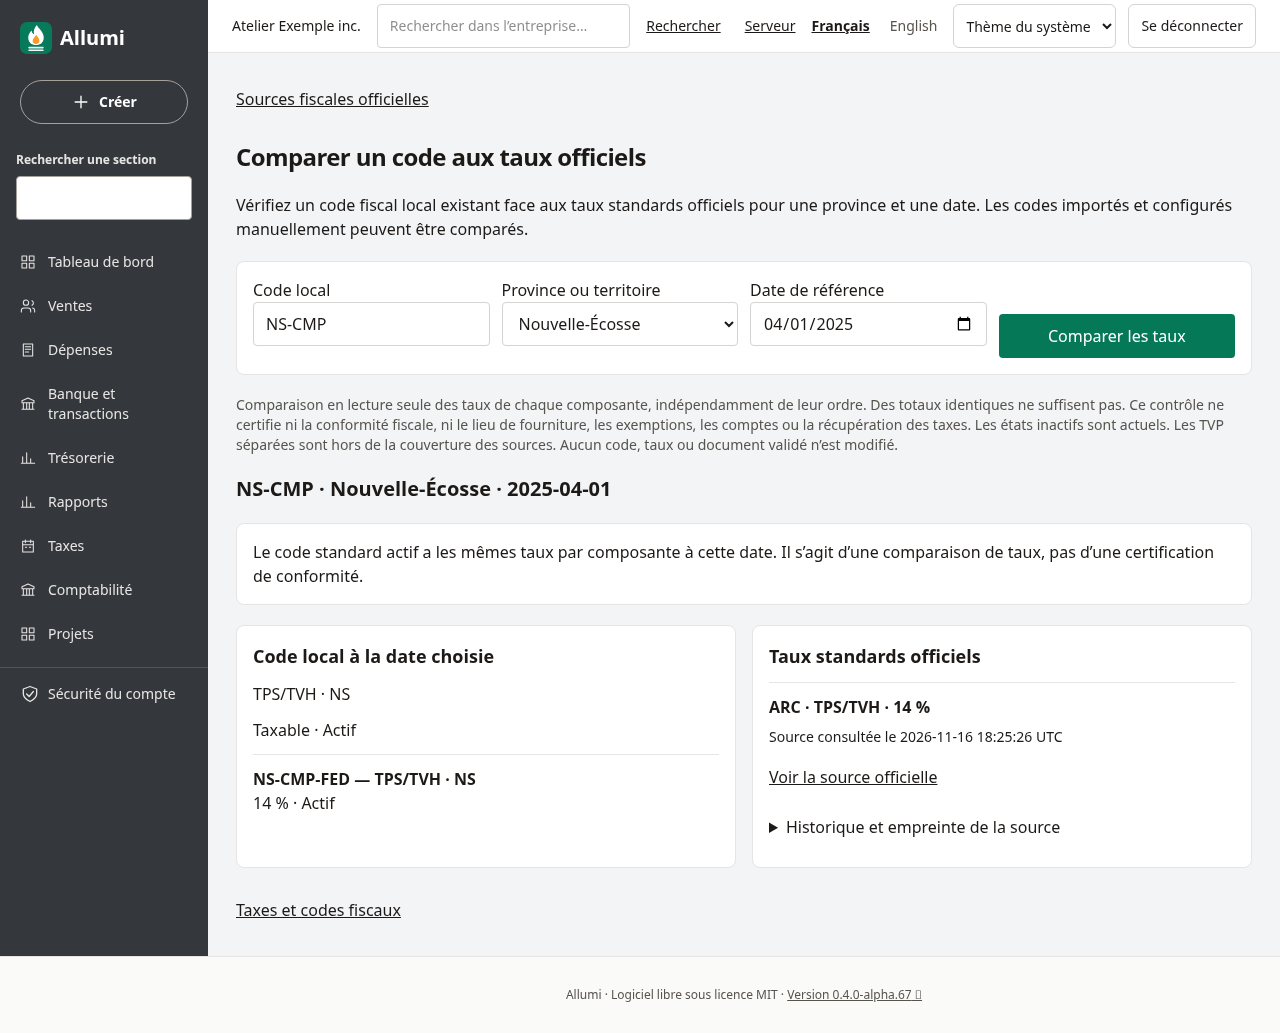 Allumi
Créer
Rechercher une section
Tableau de bord
Ventes
Dépenses
Banque et
transactions
Trésorerie
Rapports
Taxes
Comptabilité
Projets
Sécurité du compte
Atelier Exemple inc. Rechercher dans l’entreprise… Rechercher Serveur Français English Thème du système Se déconnecter
Sources fiscales officielles
Comparer un code aux taux officiels
Vérifiez un code fiscal local existant face aux taux standards officiels pour une province et une date. Les codes importés et configurés
manuellement peuvent être comparés.
Code local Province ou territoire Date de référence
NS-CMP Nouvelle-Écosse 04/01/2025 Comparer les taux
Comparaison en lecture seule des taux de chaque composante, indépendamment de leur ordre. Des totaux identiques ne suffisent pas. Ce contrôle ne
certifie ni la conformité fiscale, ni le lieu de fourniture, les exemptions, les comptes ou la récupération des taxes. Les états inactifs sont actuels. Les TVP
séparées sont hors de la couverture des sources. Aucun code, taux ou document validé n’est modifié.
NS-CMP · Nouvelle-Écosse · 2025-04-01
Le code standard actif a les mêmes taux par composante à cette date. Il s’agit d’une comparaison de taux, pas d’une certification
de conformité.
Code local à la date choisie
TPS/TVH · NS
Taxable · Actif
NS-CMP-FED — TPS/TVH · NS
14 % · Actif
Taux standards officiels
ARC · TPS/TVH · 14 %
Source consultée le 2026-11-16 18:25:26 UTC
Voir la source officielle
Historique et empreinte de la source
Taxes et codes fiscaux
Allumi · Logiciel libre sous licence MIT · Version 0.4.0-alpha.67